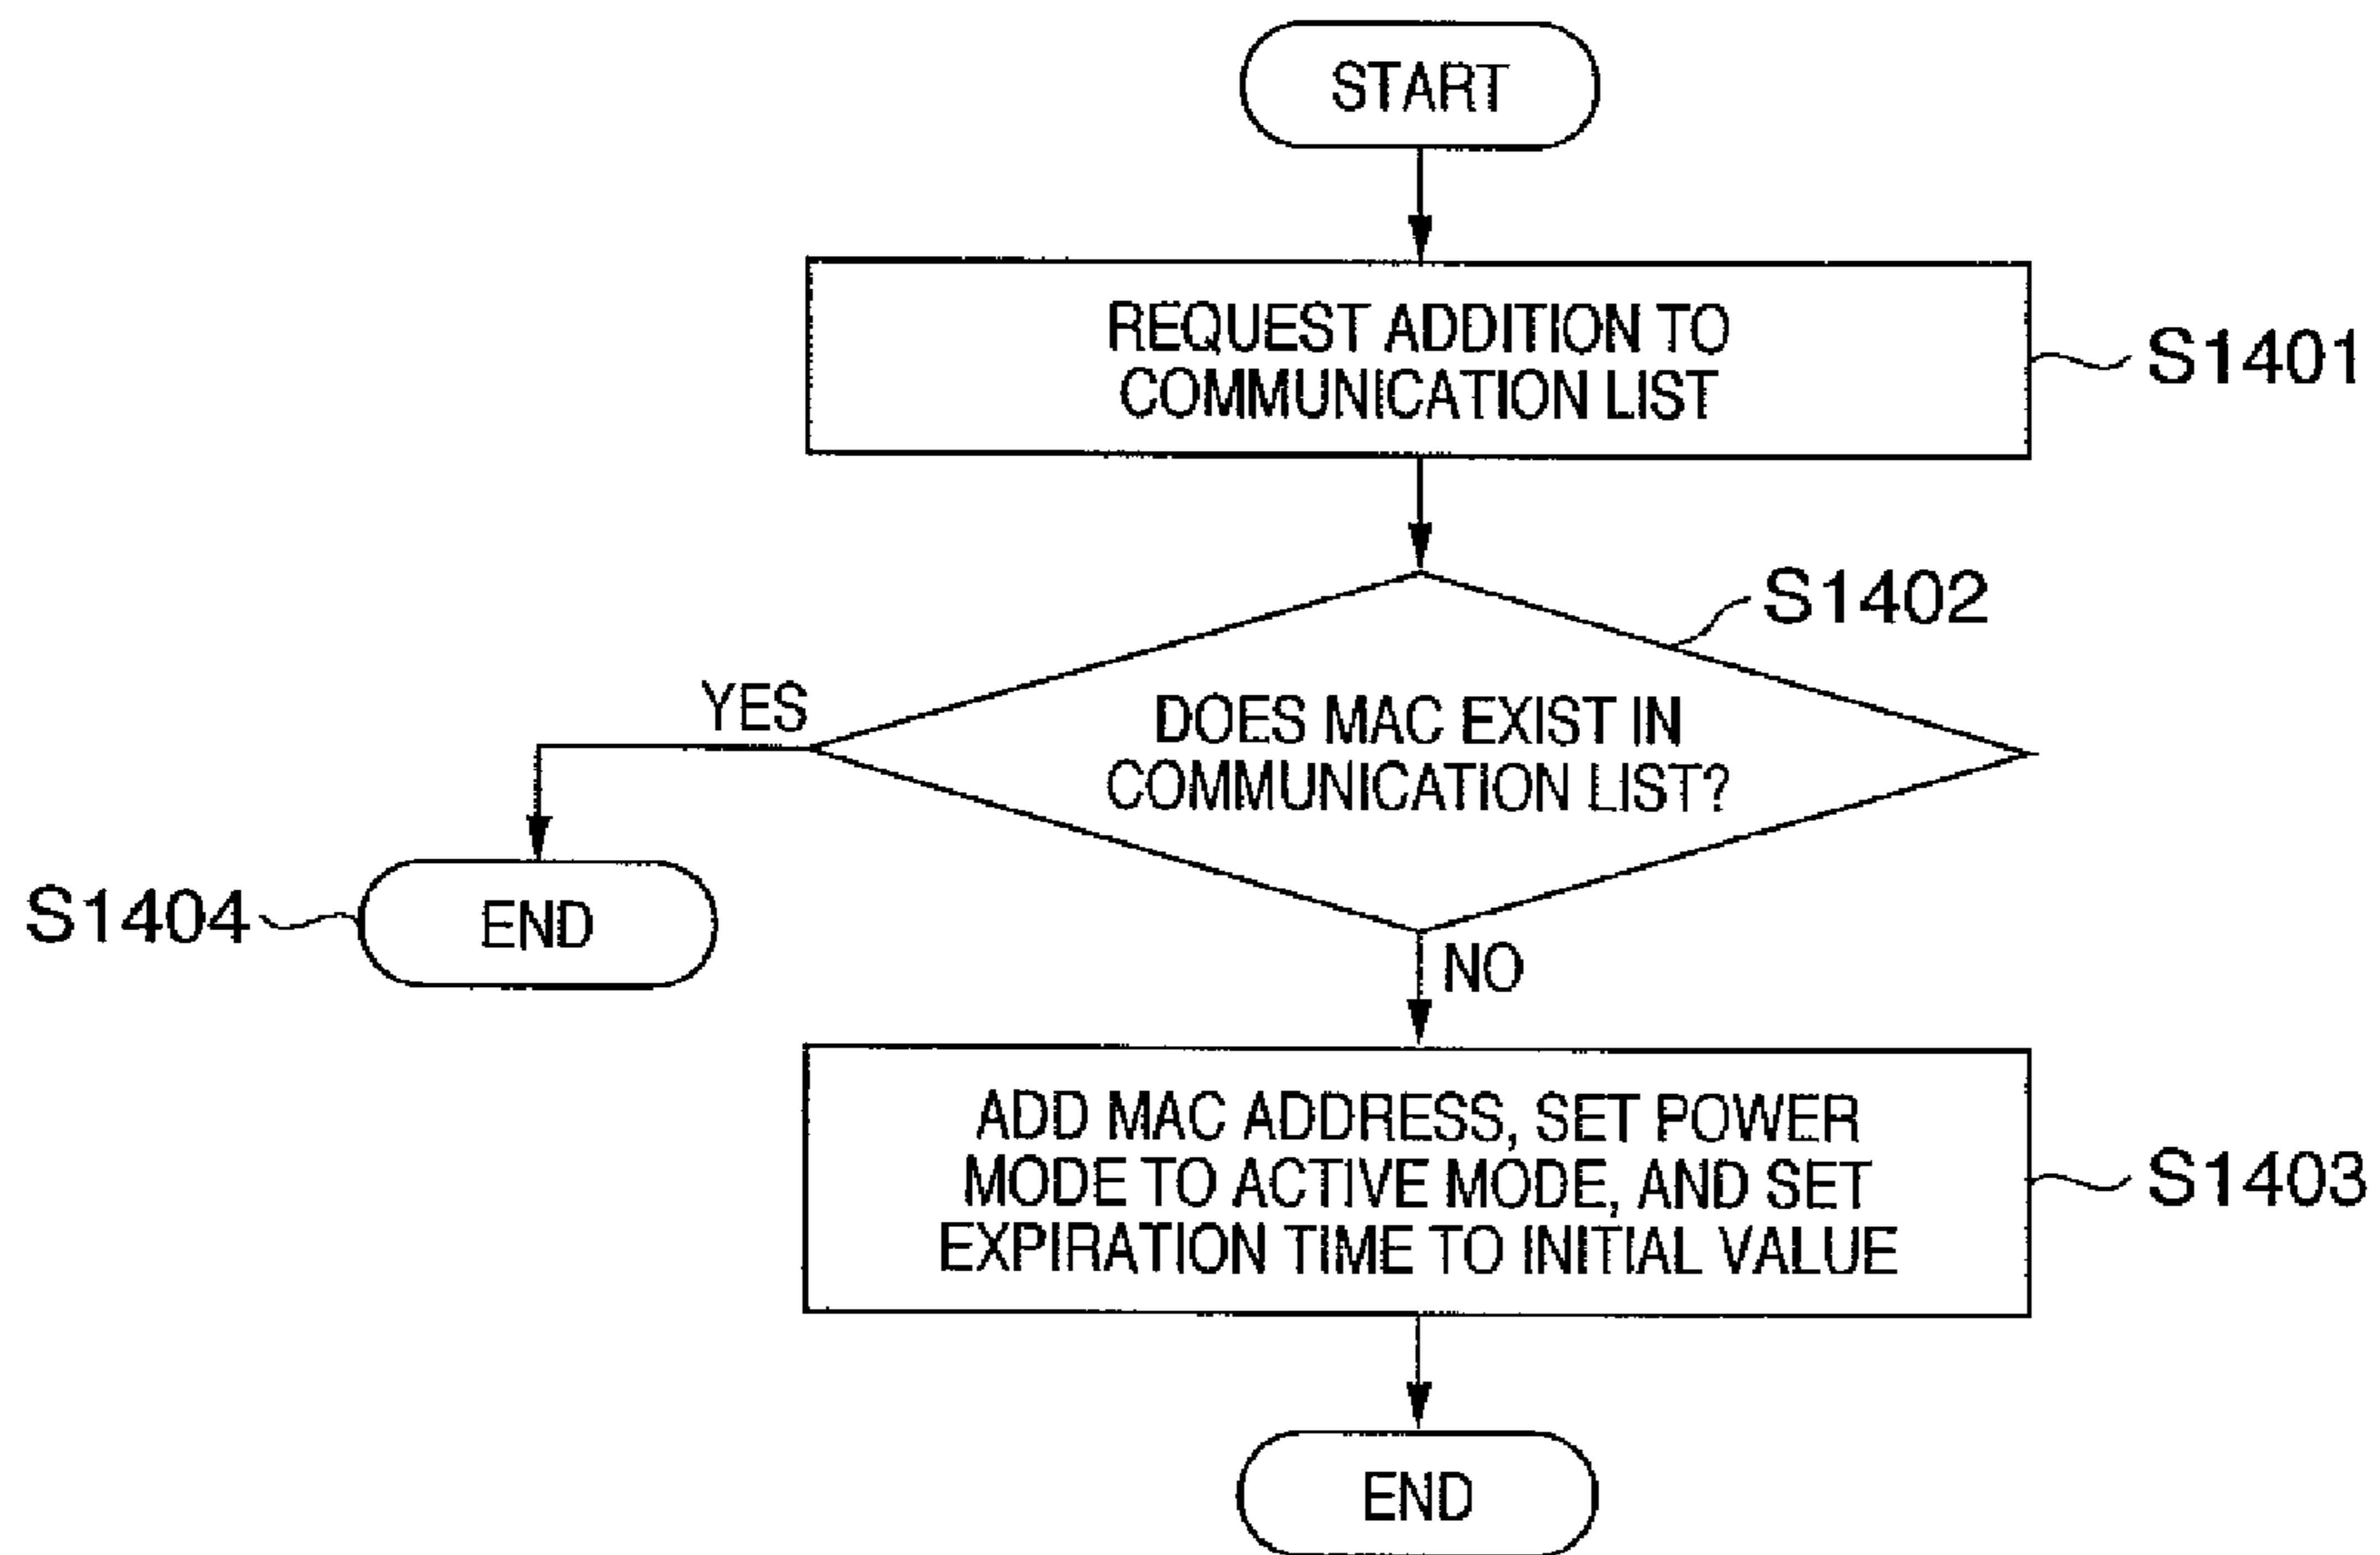 START
REQUEST ADDITION TO
COMMUNICATION LIST
S1401
S1402
DOES MAC EXIST IN
COMMUNICATION LIST?
YES
S1404
END
NO
ADD MAC ADDRESS, SET POWER
MODE TO ACTIVE MODE, AND SET
EXPIRATION TIME TO INITIAL VALUE
S1403
END